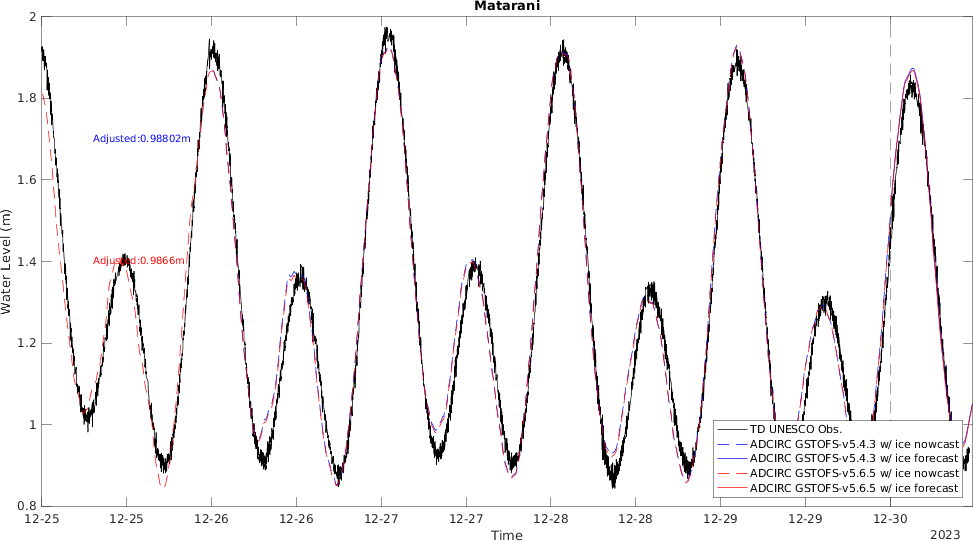 Matarani
2
1.8
1.6
1.4
1.2
1
0.8
Water Level (m)
Adjusted:0.98802m
Adjusted:0.9866m
TD UNESCO Obs.
ADCIRC GSTOFS-v5.4.3 w/ ice nowcast
ADCIRC GSTOFS-v5.4.3 w/ ice forecast
ADCIRC GSTOFS-v5.6.5 w/ ice nowcast
ADCIRC GSTOFS-v5.6.5 w/ ice forecast
12-25 12-25 12-26 12-26 12-27 12-27 12-28 12-28 12-29 12-29 12-30
Time
2023